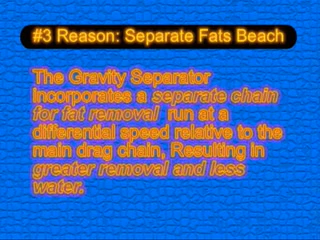 #3 Reason: Separate Fats Beach
The Gravity Separator
incorporates a separate chain
for fat removal run at a
differential speed relative to the
main drag chain, Resulting in
greater removal and less
water.